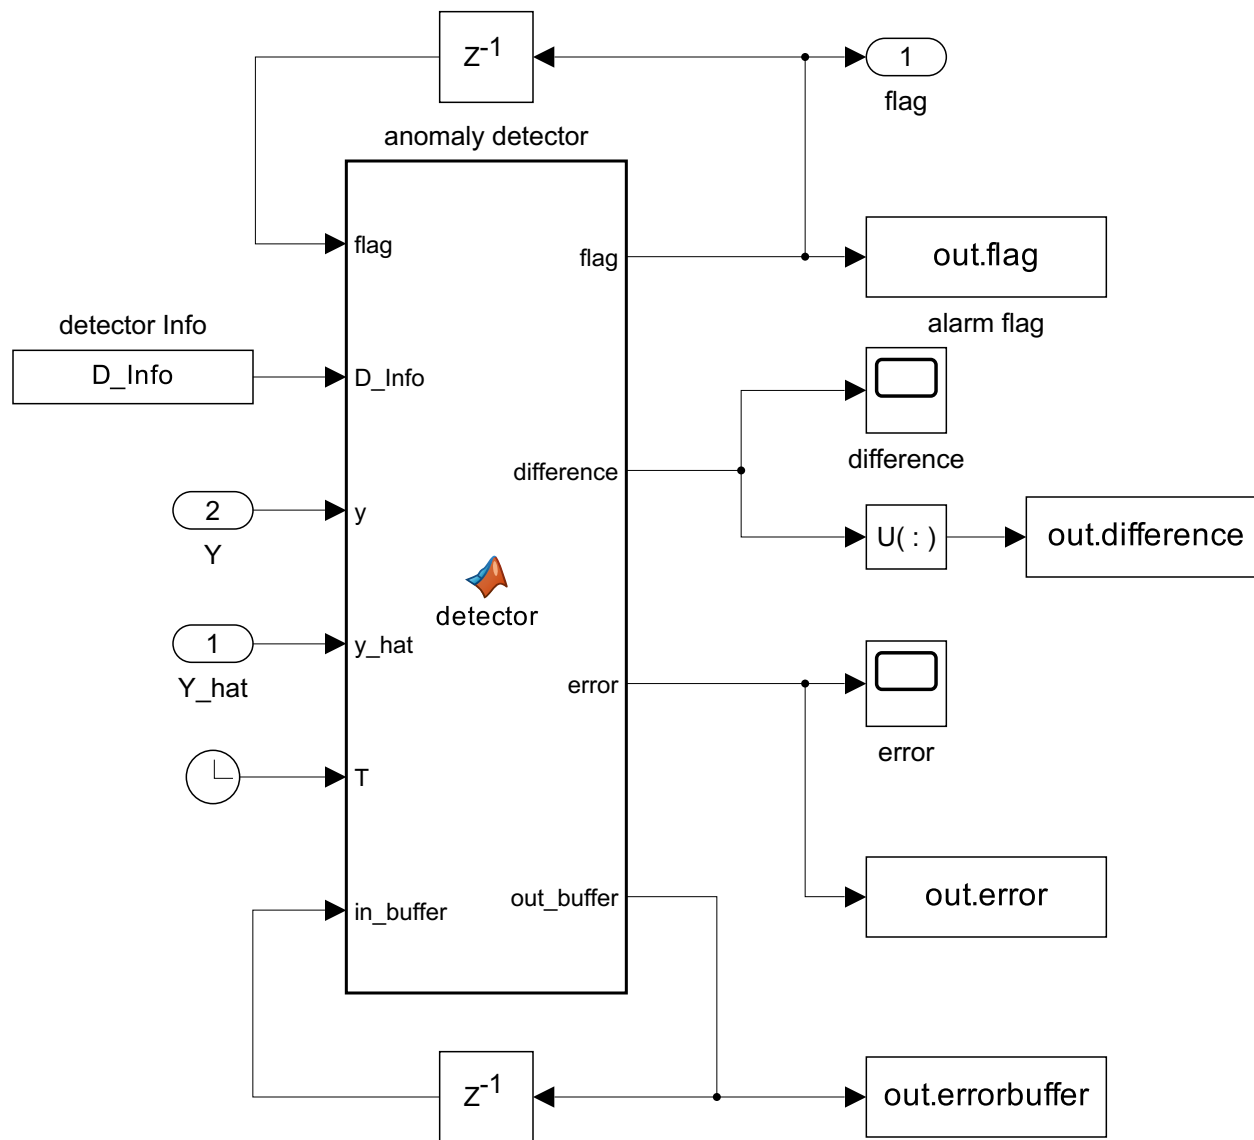 Z-1
1
flag
anomaly detector
flag
flag
out.flag
alarm flag
detector Info
D_Info
D_Info
difference
difference
2
y
Y
U( : )
out.difference
detector
1
y_hat
Y_hat
error
error
T
out_buffer
in_buffer
out.error
Z-1
out.errorbuffer